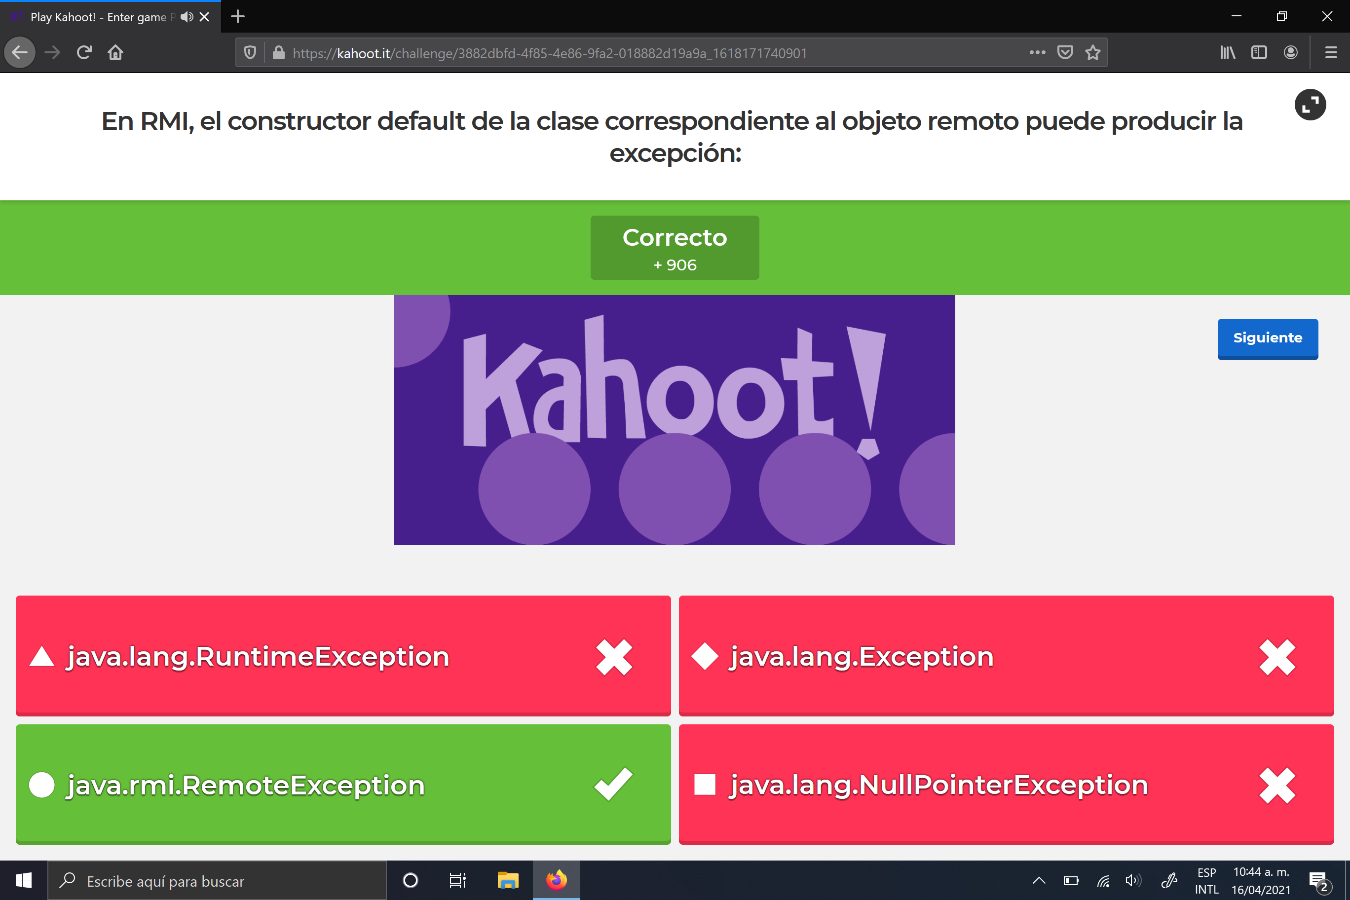 Play Kahoot! - Enter game P
https://kahoot.it/challenge/3882dbfd-4f85-4e86-9fa2-018882d19a9a_1618171740901
En RMI, el constructor default de la clase correspondiente al objeto remoto puede producir la
excepción:
Correcto
+ 906
Kahoot!
Siguiente
java.lang.RuntimeException
java.lang.Exception
java.rmi.RemoteException
java.lang.NullPointerException
Escribe aquí para buscar
ESP
INTL
10:44 a. m.
16/04/2021
2